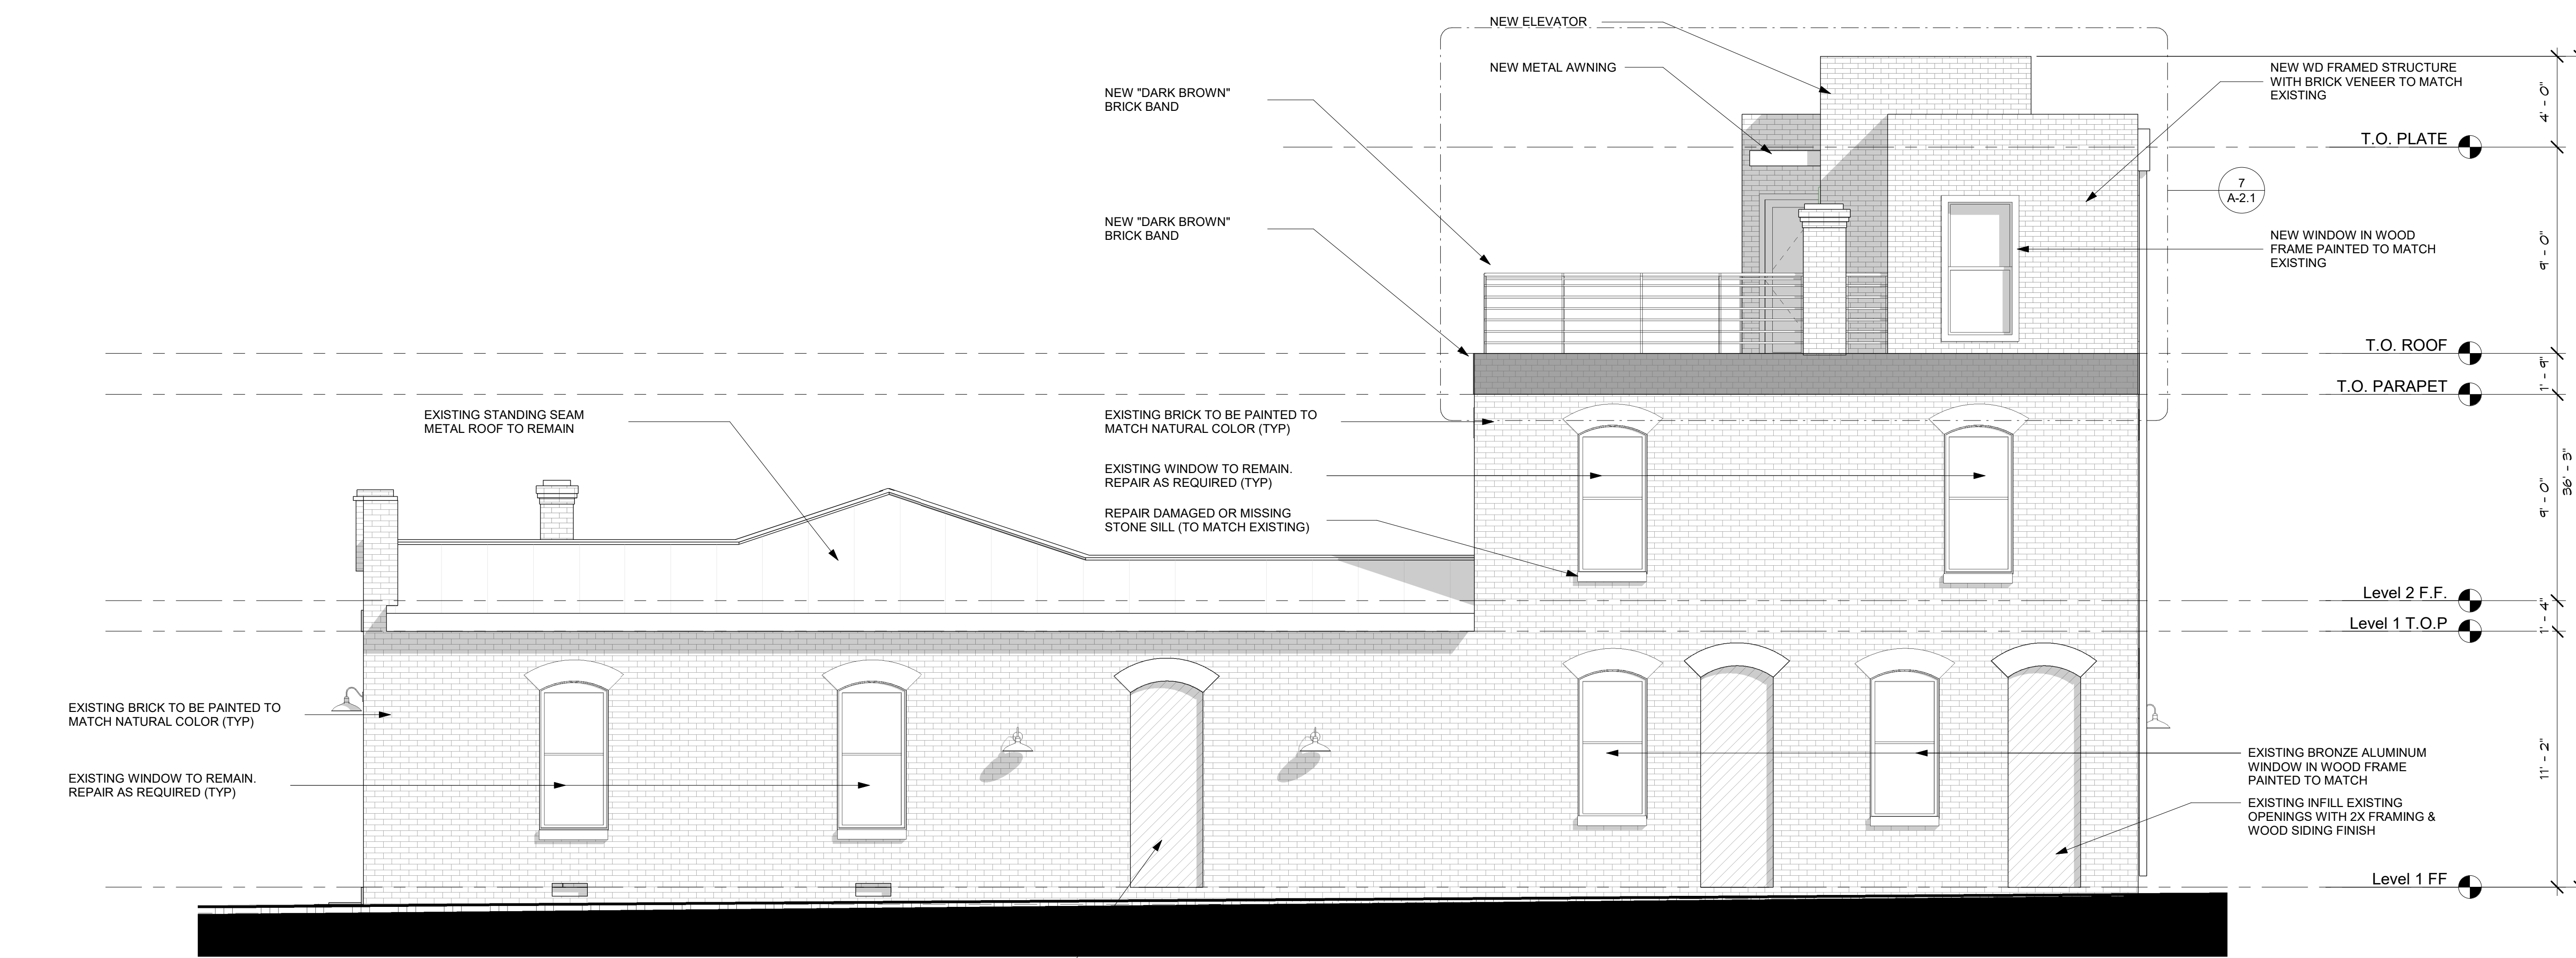 NEW ELEVATOR
NEW METAL AWNING
NEW "DARK BROWN"
BRICK BAND
NEW "DARK BROWN"
BRICK BAND
NEW WD FRAMED STRUCTURE
WITH BRICK VENEER TO MATCH
EXISTING
4' - 0"
T.O. PLATE
7
A-2.1
NEW WINDOW IN WOOD
FRAME PAINTED TO MATCH
EXISTING
9' - 0"
T.O. ROOF
1' - 9"
T.O. PARAPET
EXISTING STANDING SEAM
METAL ROOF TO REMAIN
EXISTING BRICK TO BE PAINTED TO
MATCH NATURAL COLOR (TYP)
EXISTING WINDOW TO REMAIN.
REPAIR AS REQUIRED (TYP)
REPAIR DAMAGED OR MISSING
STONE SILL (TO MATCH EXISTING)
9' - 0"
36' - 3"
Level 2 F.F.
1' - 4"
Level 1 T.O.P
EXISTING BRICK TO BE PAINTED TO
MATCH NATURAL COLOR (TYP)
EXISTING WINDOW TO REMAIN.
REPAIR AS REQUIRED (TYP)
EXISTING BRONZE ALUMINUM
WINDOW IN WOOD FRAME
PAINTED TO MATCH
EXISTING INFILL EXISTING
OPENINGS WITH 2X FRAMING &
WOOD SIDING FINISH
11' - 2"
Level 1 FF